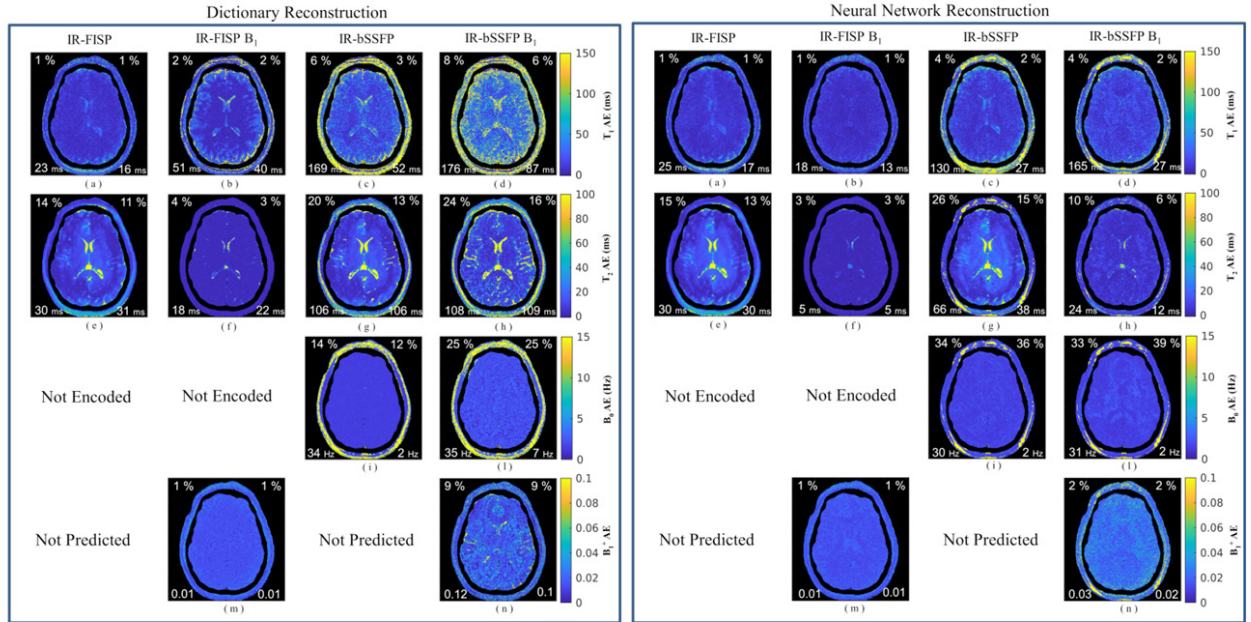 Dictionary Reconstruction
IR-FISP IR-FISP B1 IR-bSSFP IR-bSSFP B1
1 % 1 % 2 % 2 % 6 % 3 % 8 % 6 % 150
100
50
0
T1 AE (ms)
23 ms 16 ms 51 ms 40 ms 169 ms 52 ms 176 ms 87 ms
( a ) ( b ) ( c ) ( d )
14 % 11 % 4 % 3 % 20 % 13 % 24 % 16 % 100
80
60
40
20
0
T2 AE (ms)
30 ms 31 ms 18 ms 22 ms 106 ms 106 ms 108 ms 109 ms
( e ) ( f ) ( g ) ( h )
Not Encoded Not Encoded
14 % 12 % 25 % 25 % 15
10
5
0
B0 AE (Hz)
34 Hz 2 Hz 35 Hz 7 Hz
( i ) ( l )
Not Predicted Not Predicted
1 % 1 % 9 % 9 % 0.1
0.08
0.06
0.04
0.02
0
B1+ AE
0.01 0.01 0.12 0.1
( m ) ( n )
Neural Network Reconstruction
IR-FISP IR-FISP B1 IR-bSSFP IR-bSSFP B1
1 % 1 % 1 % 1 % 4 % 2 % 4 % 2 % 150
100
50
0
T1 AE (ms)
25 ms 17 ms 18 ms 13 ms 130 ms 27 ms 165 ms 27 ms
( a ) ( b ) ( c ) ( d )
15 % 13 % 3 % 3 % 26 % 15 % 10 % 6 % 100
80
60
40
20
0
T2 AE (ms)
30 ms 30 ms 5 ms 5 ms 66 ms 38 ms 24 ms 12 ms
( e ) ( f ) ( g ) ( h )
Not Encoded Not Encoded
34 % 36 % 33 % 39 % 15
10
5
0
B0 AE (Hz)
30 Hz 2 Hz 31 Hz 2 Hz
( i ) ( l )
Not Predicted Not Predicted
1 % 1 % 2 % 2 % 0.1
0.08
0.06
0.04
0.02
0
B1+ AE
0.01 0.01 0.03 0.02
( m ) ( n )